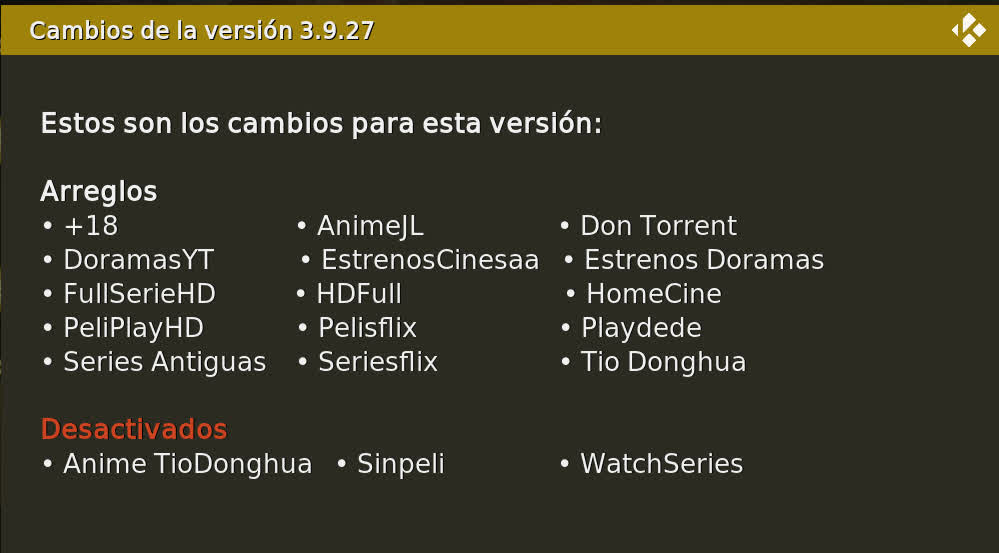 Cambios de la versión 3.9.27
Estos son los cambios para esta versión:
Arreglos
• +18 • AnimeJL • Don Torrent
• DoramasYT • EstrenosCinesaa • Estrenos Doramas
• FullSerieHD • HDFull • HomeCine
• PeliPlayHD • Pelisflix • Playdede
• Series Antiguas • Seriesflix • Tio Donghua
Desactivados
• Anime TioDonghua • Sinpeli • WatchSeries